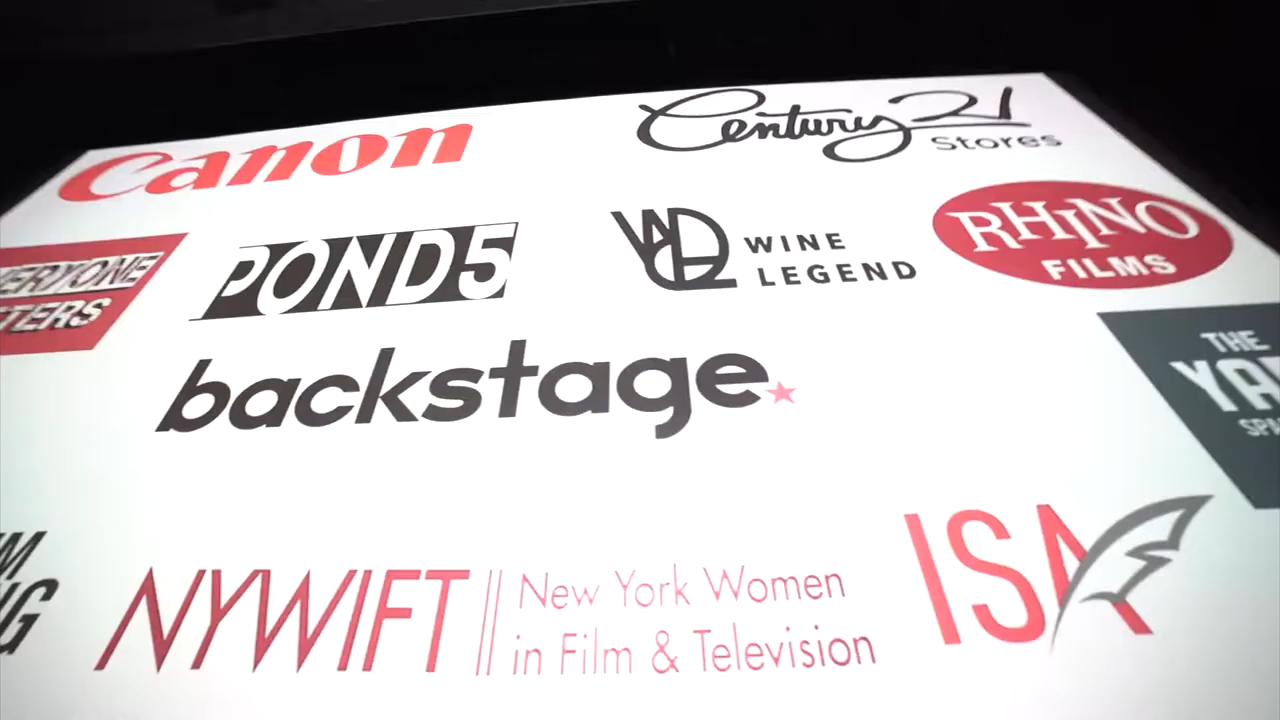 Canon
Century 21
Stores
POND5
WINE
LEGEND
RHINO
FILMS
backstage
THE
NYWIFT
New York Women
in Film & Television
ISA